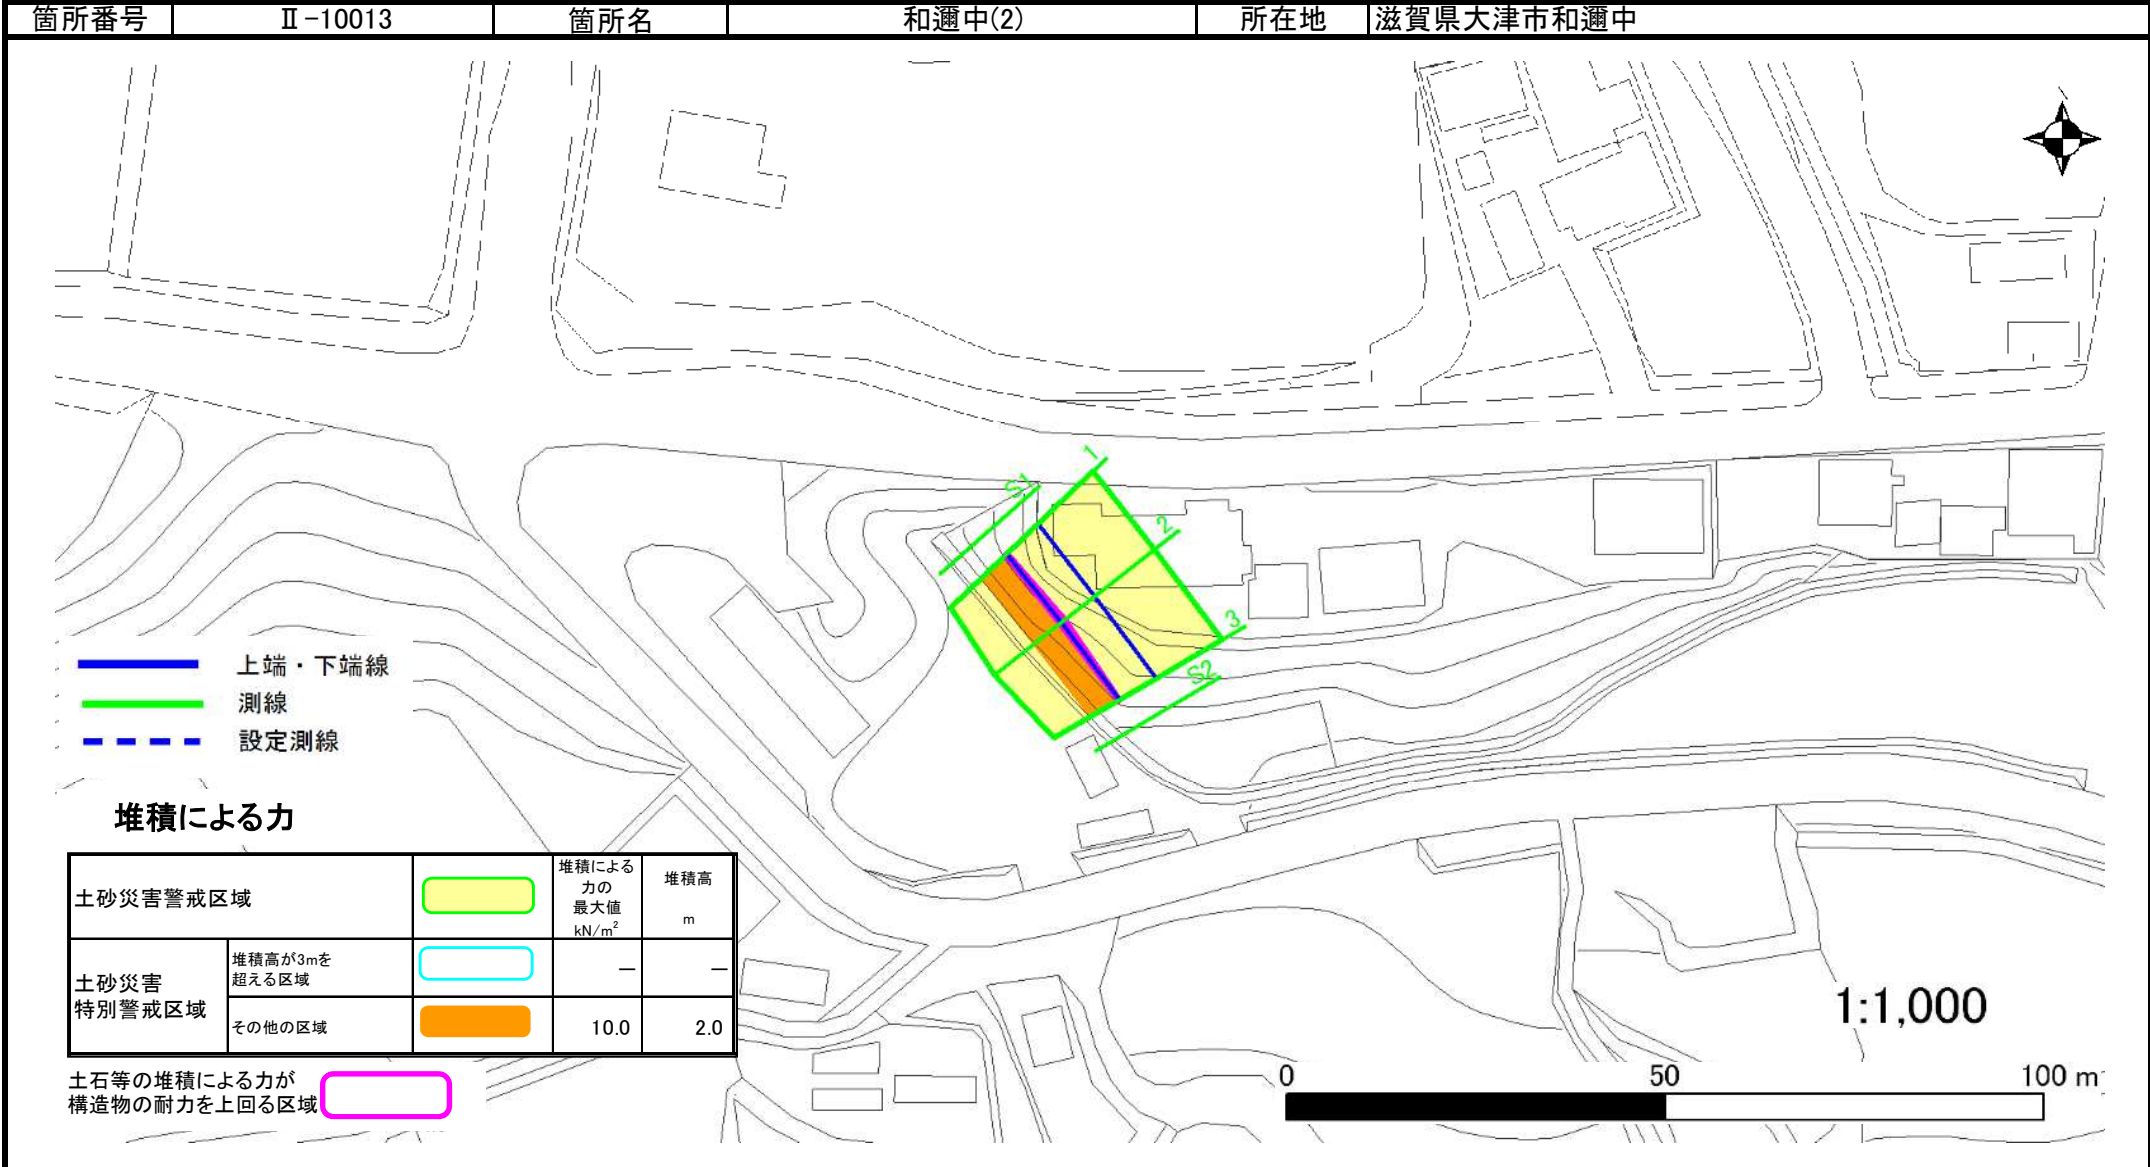 箇所番号 Ⅱ-10013 箇所名 和邇中(2) 所在地 滋賀県大津市和邇中
1
S1
2
3
S2
上端・下端線
測線
設定測線
堆積による力
土砂災害警戒区域
堆積による
力の
最大値
kN/m²
堆積高
m
土砂災害
特別警戒区域
堆積高が3mを
超える区域
— —
その他の区域 10.0 2.0
土石等の堆積による力が
構造物の耐力を上回る区域
1:1,000
0 50 100 m